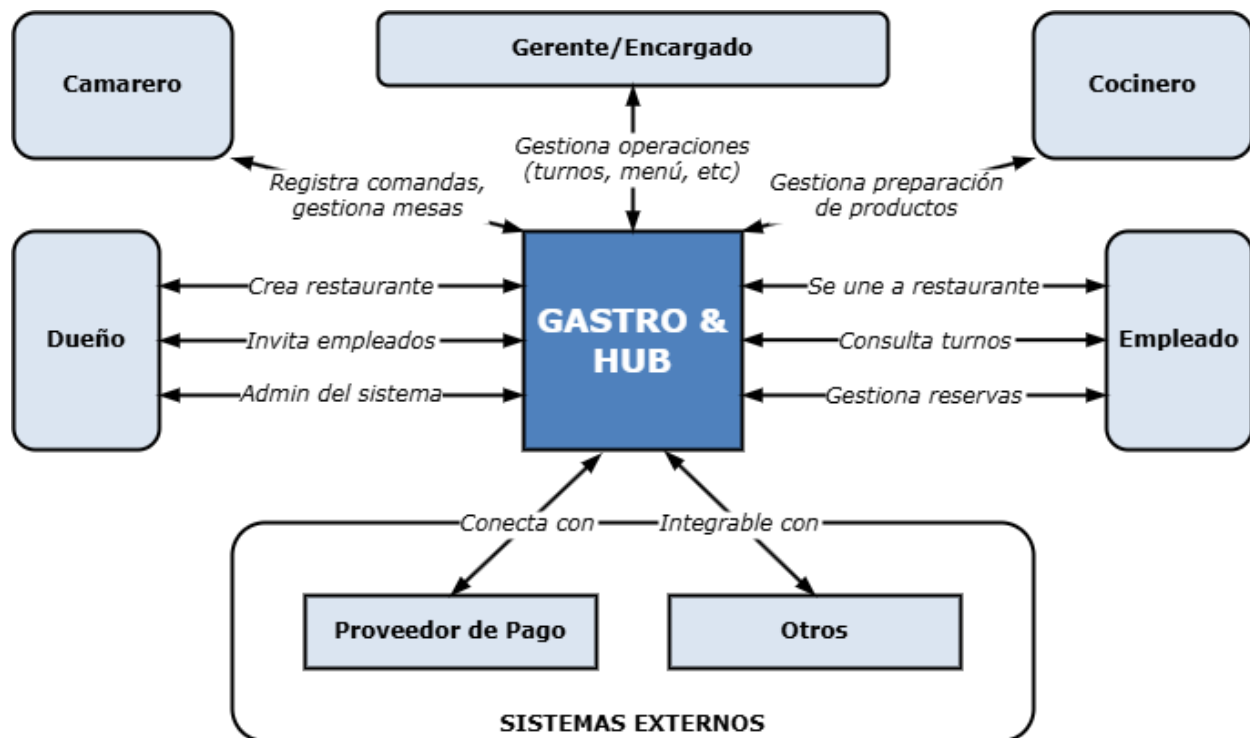 Camarero
Gerente/Encargado
Cocinero
Gestiona operaciones
(turnos, menú, etc)
Registra comandas,
gestiona mesas
Gestiona preparación
de productos
Dueño
Crea restaurante
Invita empleados
Admin del sistema
GASTRO &
HUB
Se une a restaurante
Consulta turnos
Gestiona reservas
Empleado
Conecta con
Integrable con
Proveedor de Pago
Otros
SISTEMAS EXTERNOS